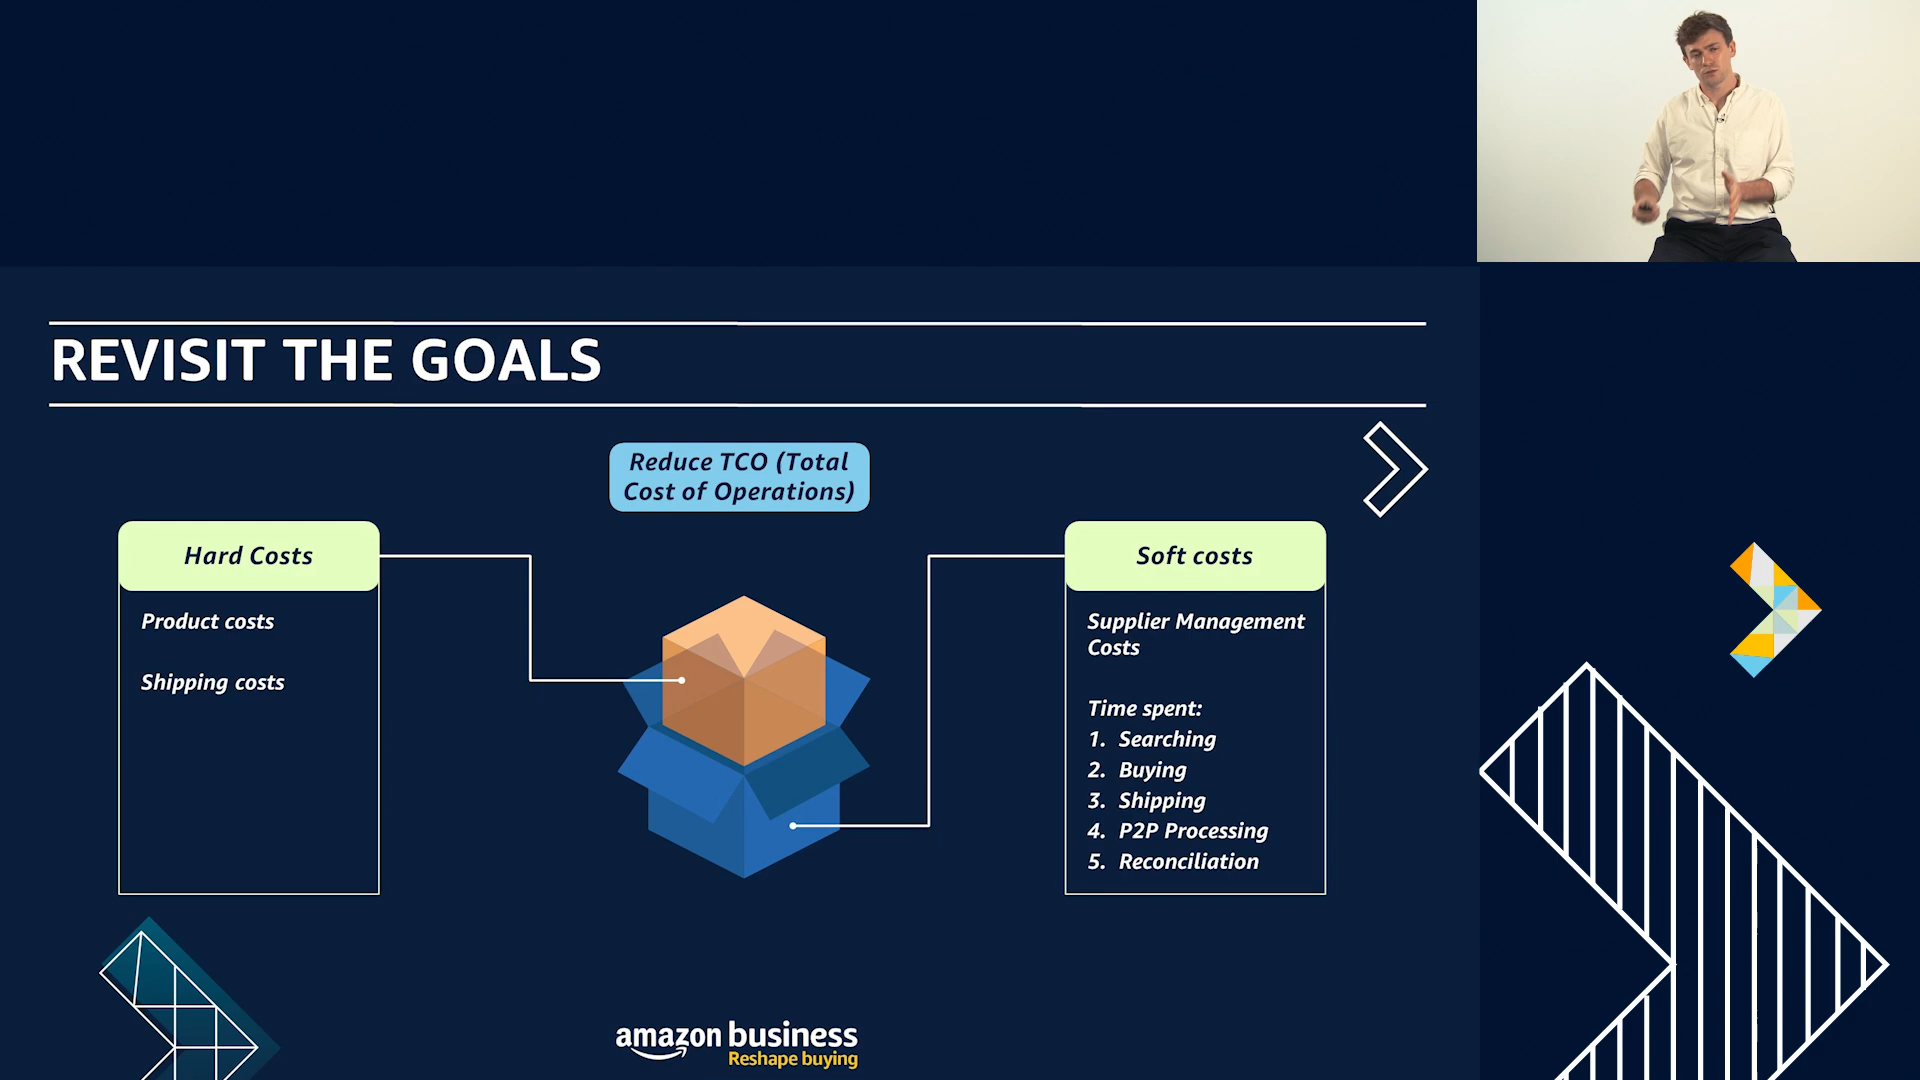 REVISIT THE GOALS
Reduce TCO (Total
Cost of Operations)
Hard Costs
Product costs
Shipping costs
Soft costs
Supplier Management
Costs
Time spent:
1. Searching
2. Buying
3. Shipping
4. P2P Processing
5. Reconciliation
amazon business
Reshape buying